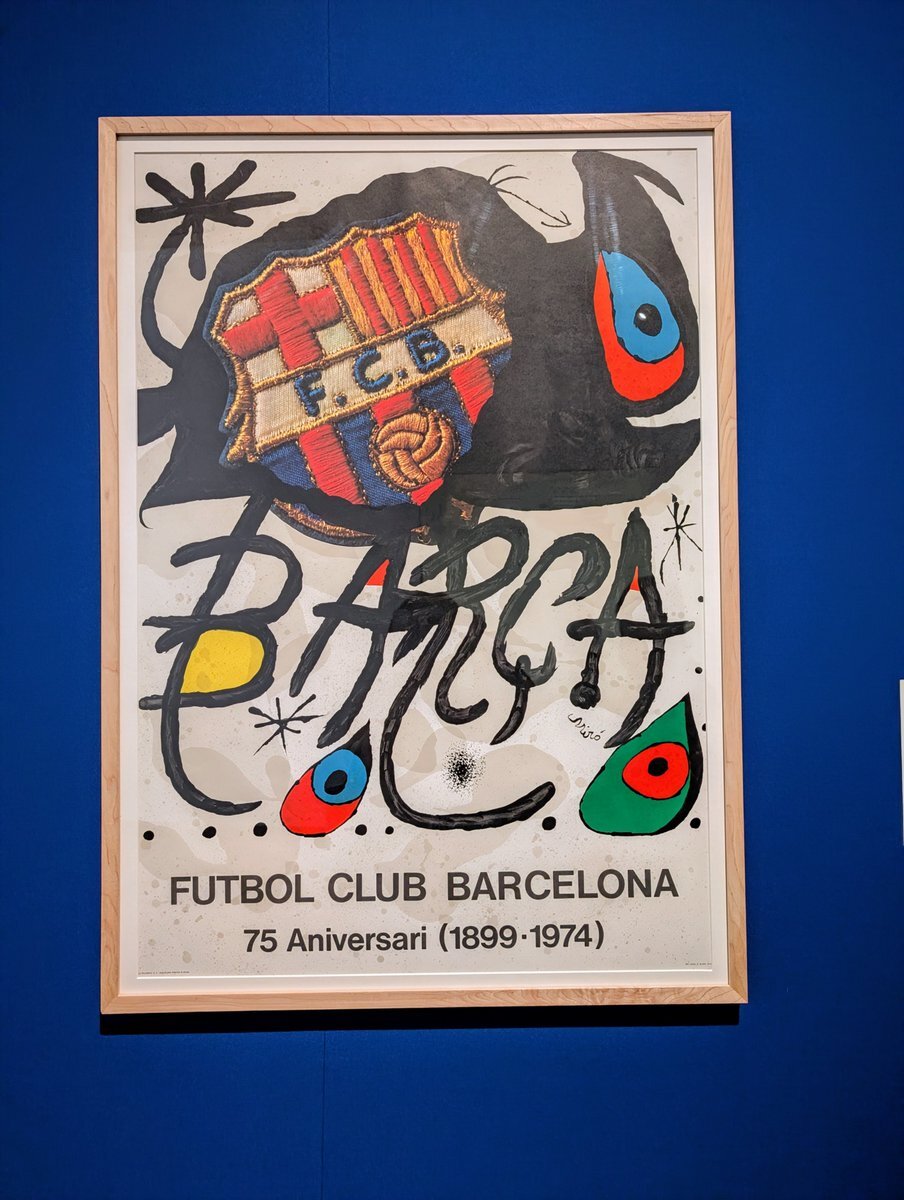 F.C.B.
BARÇA
Miró
FUTBOL CLUB BARCELONA
75 Aniversari (1899·1974)